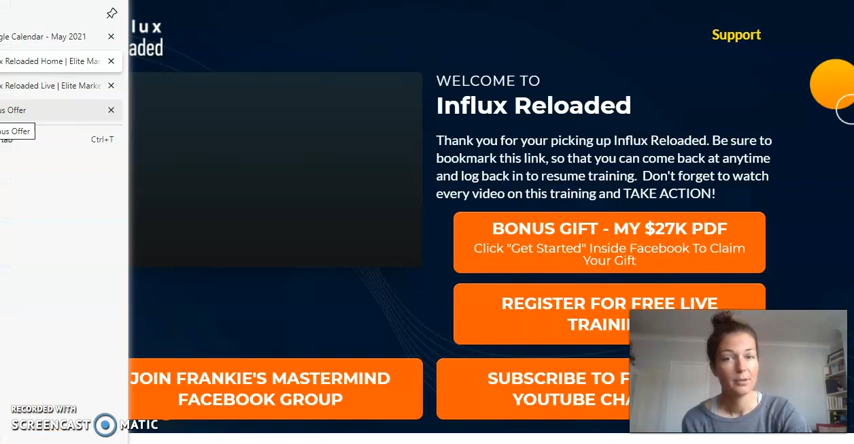 gle Calendar - May 2021
x Reloaded Home | Elite Ma
x Reloaded Live | Elite Marke
us Offer
nus Offer
Ctrl+T
lux
aded
Support
WELCOME TO
Influx Reloaded
Thank you for your picking up Influx Reloaded. Be sure to
bookmark this link, so that you can come back at anytime
and log back in to resume training. Don't forget to watch
every video on this training and TAKE ACTION!
BONUS GIFT - MY $27K PDF
Click "Get Started" Inside Facebook To Claim
Your Gift
REGISTER FOR FREE LIVE
TRAINI
JOIN FRANKIE'S MASTERMIND
FACEBOOK GROUP
SUBSCRIBE TO F
YOUTUBE CHA
RECORDED WITH
SCREENCAST MATIC